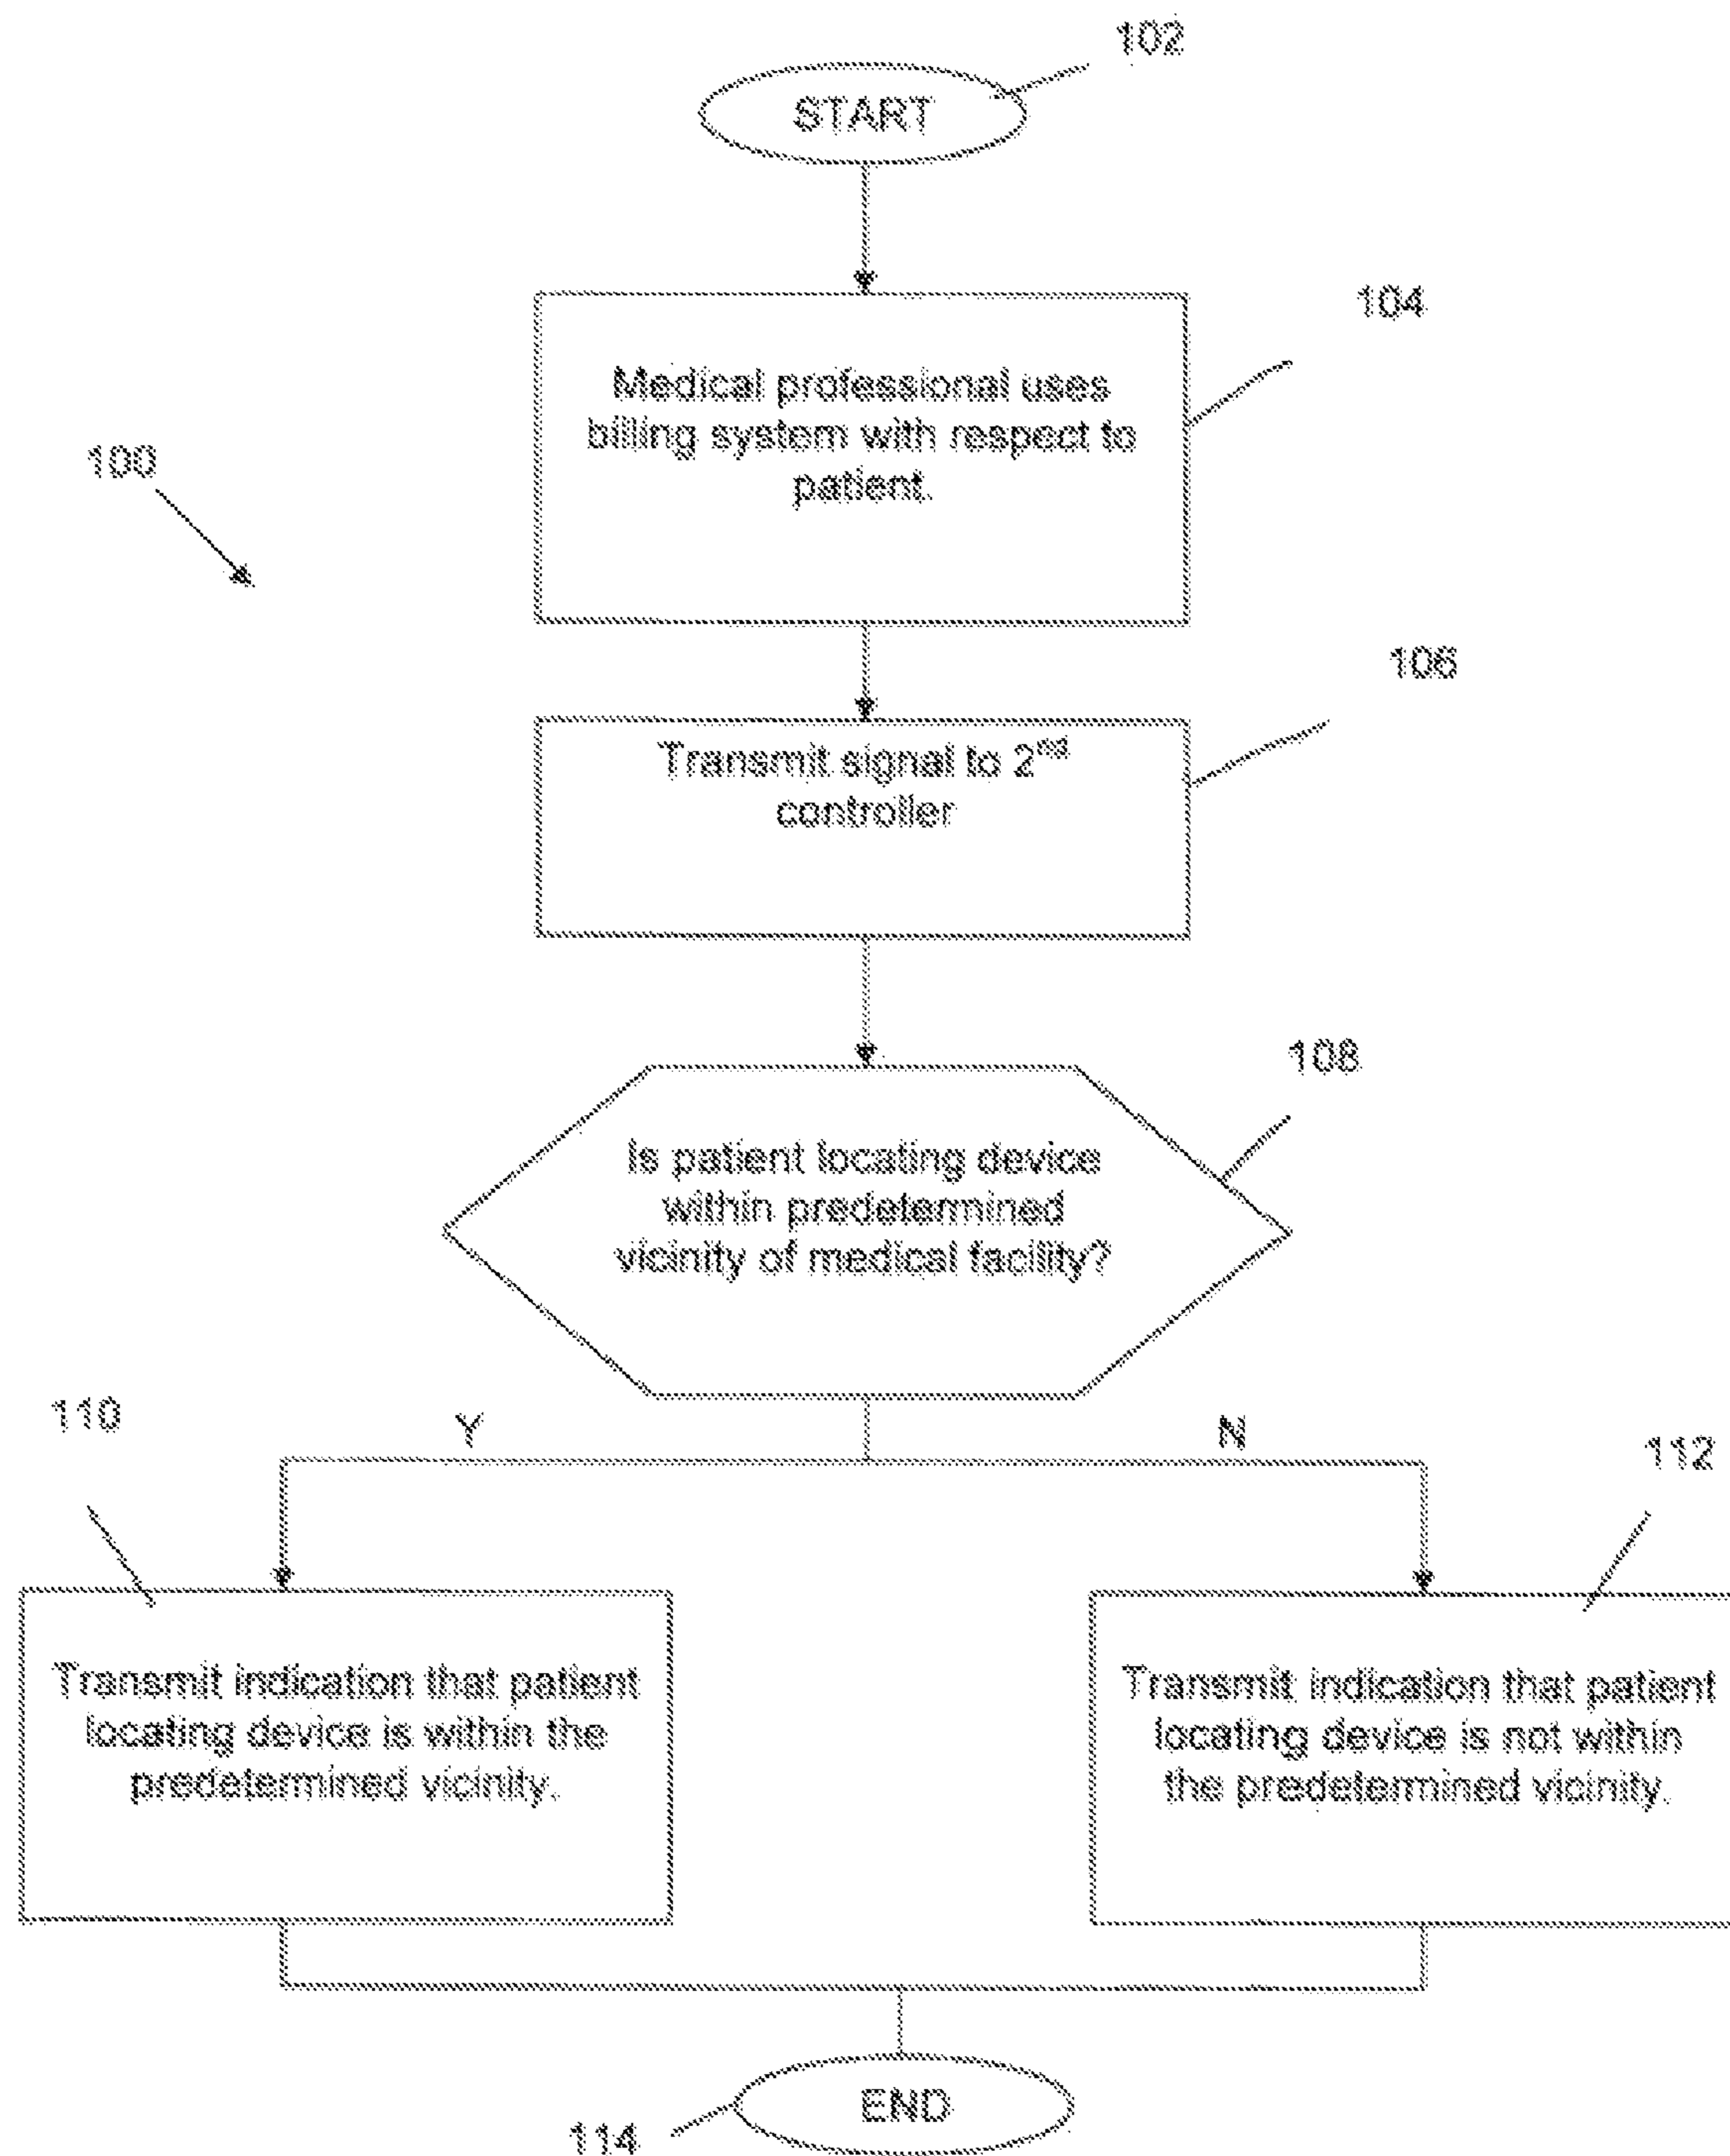 102
START
104
Medical professional uses
billing system with respect to
patient.
100
106
Transmit signal to 2nd
controller
108
Is patient locating device
within predetermined
vicinity of medical facility?
110
Y
N
112
Transmit indication that patient
locating device is within the
predetermined vicinity.
Transmit indication that patient
locating device is not within
the predetermined vicinity.
END
114